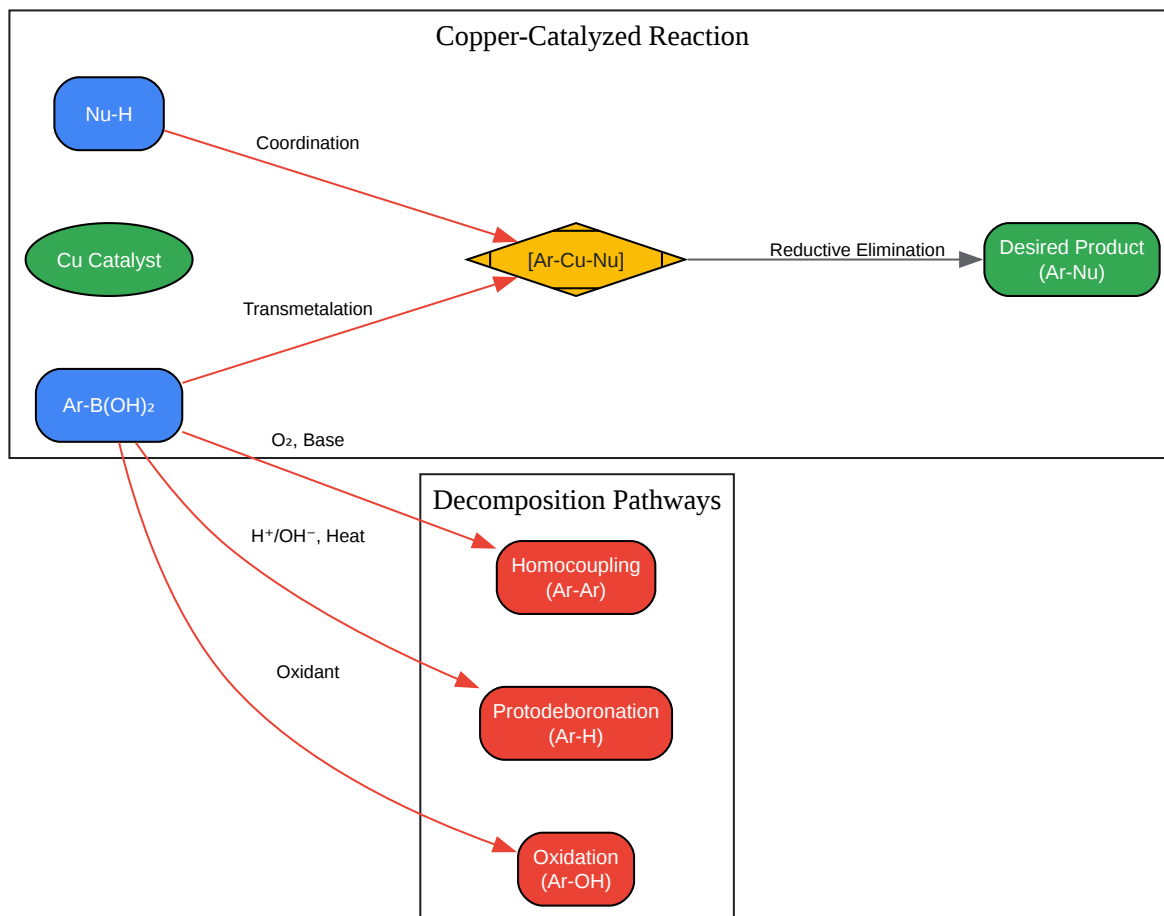 Copper-Catalyzed Reaction
Nu-H
Coordination
Cu Catalyst
[Ar-Cu-Nu]
Reductive Elimination
Desired Product
(Ar-Nu)
Transmetalation
Ar-B(OH)₂
O₂, Base
Decomposition Pathways
H⁺/OH⁻, Heat
Homocoupling
(Ar-Ar)
Oxidant
Protodeboronation
(Ar-H)
Oxidation
(Ar-OH)